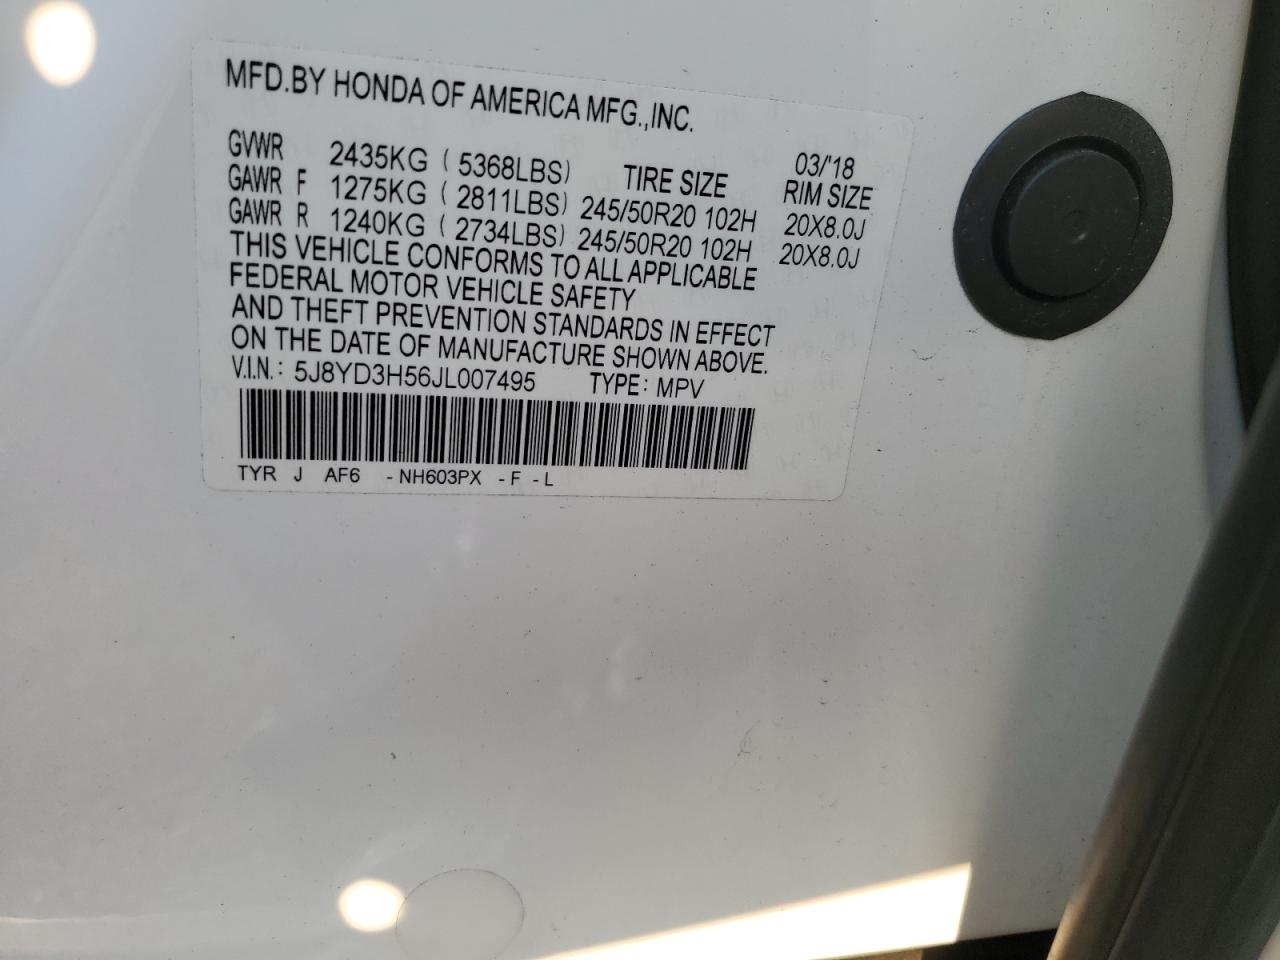 MFD.BY HONDA OF AMERICA MFG.,INC.
03/'18
GVWR 2435KG ( 5368LBS) TIRE SIZE RIM SIZE
GAWR F 1275KG ( 2811LBS) 245/50R20 102H 20X8.0J
GAWR R 1240KG ( 2734LBS) 245/50R20 102H 20X8.0J
THIS VEHICLE CONFORMS TO ALL APPLICABLE
FEDERAL MOTOR VEHICLE SAFETY
AND THEFT PREVENTION STANDARDS IN EFFECT
ON THE DATE OF MANUFACTURE SHOWN ABOVE.
V.I.N.: 5J8YD3H56JL007495 TYPE: MPV
TYR J AF6 -NH603PX -F -L